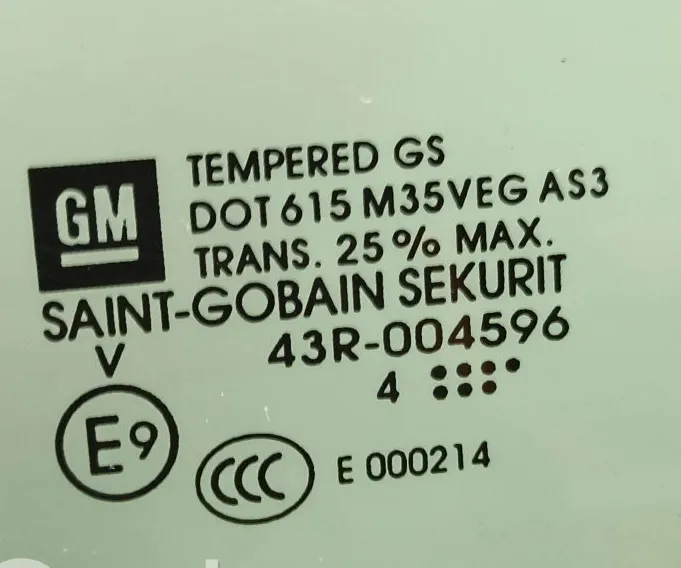 GM
TEMPERED GS
DOT 615 M35VEG AS3
TRANS. 25% MAX.
SAINT-GOBAIN SEKURIT
V 43R-004596
4
E9
CCC E 000214